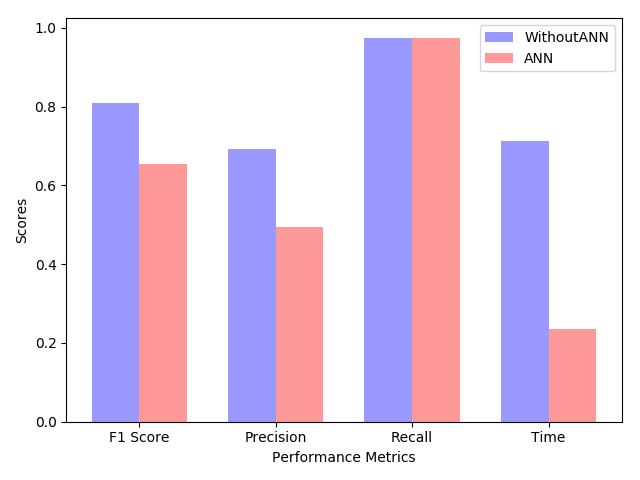 1.0
0.8
0.6
0.4
0.2
0.0
Scores
WithoutANN
ANN
F1 Score
Precision
Recall
Time
Performance Metrics